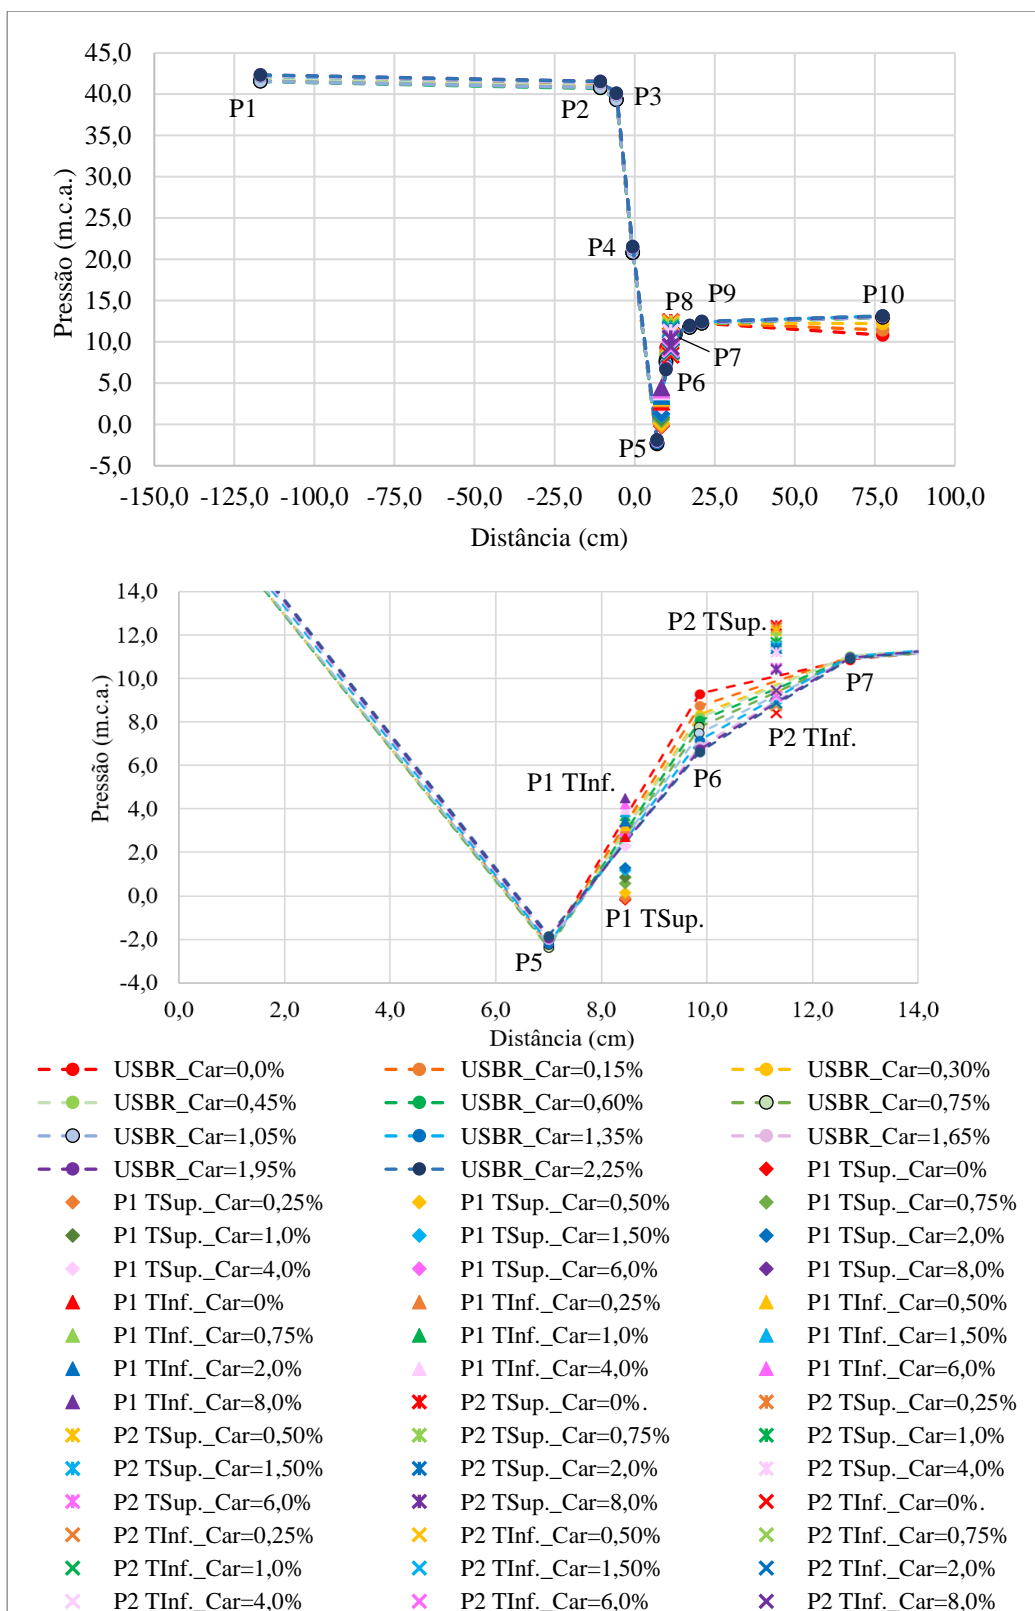 45,0
40,0
35,0
30,0
25,0
20,0
15,0
10,0
5,0
0,0
-5,0
Pressão (m.c.a.)
P1
P2
P3
P4
P5
P6
P7
P8
P9
P10
-150,0 -125,0 -100,0 -75,0 -50,0 -25,0 0,0 25,0 50,0 75,0 100,0
Distância (cm)
14,0
12,0
10,0
8,0
6,0
4,0
2,0
0,0
-2,0
-4,0
Pressão (m.c.a.)
P2 TSup.
P7
P2 TInf.
P6
P1 TInf.
P1 TSup.
P5
0,0 2,0 4,0 6,0 8,0 10,0 12,0 14,0
Distância (cm)
USBR_Car=0,0% USBR_Car=0,15% USBR_Car=0,30%
USBR_Car=0,45% USBR_Car=0,60% USBR_Car=0,75%
USBR_Car=1,05% USBR_Car=1,35% USBR_Car=1,65%
USBR_Car=1,95% USBR_Car=2,25% P1 TSup._Car=0%
P1 TSup._Car=0,25% P1 TSup._Car=0,50% P1 TSup._Car=0,75%
P1 TSup._Car=1,0% P1 TSup._Car=1,50% P1 TSup._Car=2,0%
P1 TSup._Car=4,0% P1 TSup._Car=6,0% P1 TSup._Car=8,0%
P1 TInf._Car=0% P1 TInf._Car=0,25% P1 TInf._Car=0,50%
P1 TInf._Car=0,75% P1 TInf._Car=1,0% P1 TInf._Car=1,50%
P1 TInf._Car=2,0% P1 TInf._Car=4,0% P1 TInf._Car=6,0%
P1 TInf._Car=8,0% P2 TSup._Car=0%. P2 TSup._Car=0,25%
P2 TSup._Car=0,50% P2 TSup._Car=0,75% P2 TSup._Car=1,0%
P2 TSup._Car=1,50% P2 TSup._Car=2,0% P2 TSup._Car=4,0%
P2 TSup._Car=6,0% P2 TSup._Car=8,0% P2 TInf._Car=0%.
P2 TInf._Car=0,25% P2 TInf._Car=0,50% P2 TInf._Car=0,75%
P2 TInf._Car=1,0% P2 TInf._Car=1,50% P2 TInf._Car=2,0%
P2 TInf._Car=4,0% P2 TInf._Car=6,0% P2 TInf._Car=8,0%